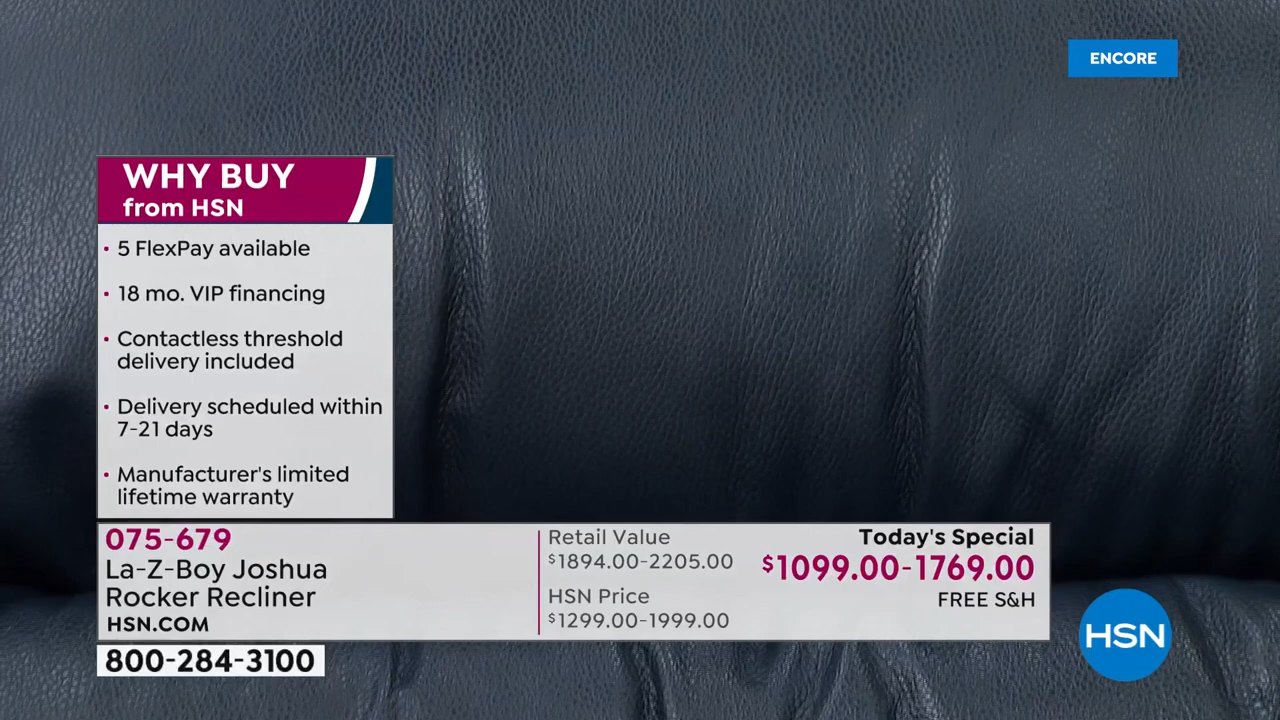 ENCORE
WHY BUY
from HSN
• 5 FlexPay available
• 18 mo. VIP financing
• Contactless threshold
delivery included
• Delivery scheduled within
7-21 days
• Manufacturer's limited
lifetime warranty
075-679
La-Z-Boy Joshua
Rocker Recliner
HSN.COM
800-284-3100
Retail Value
$1894.00-2205.00
HSN Price
$1299.00-1999.00
Today's Special
$1099.00-1769.00
FREE S&H
HSN